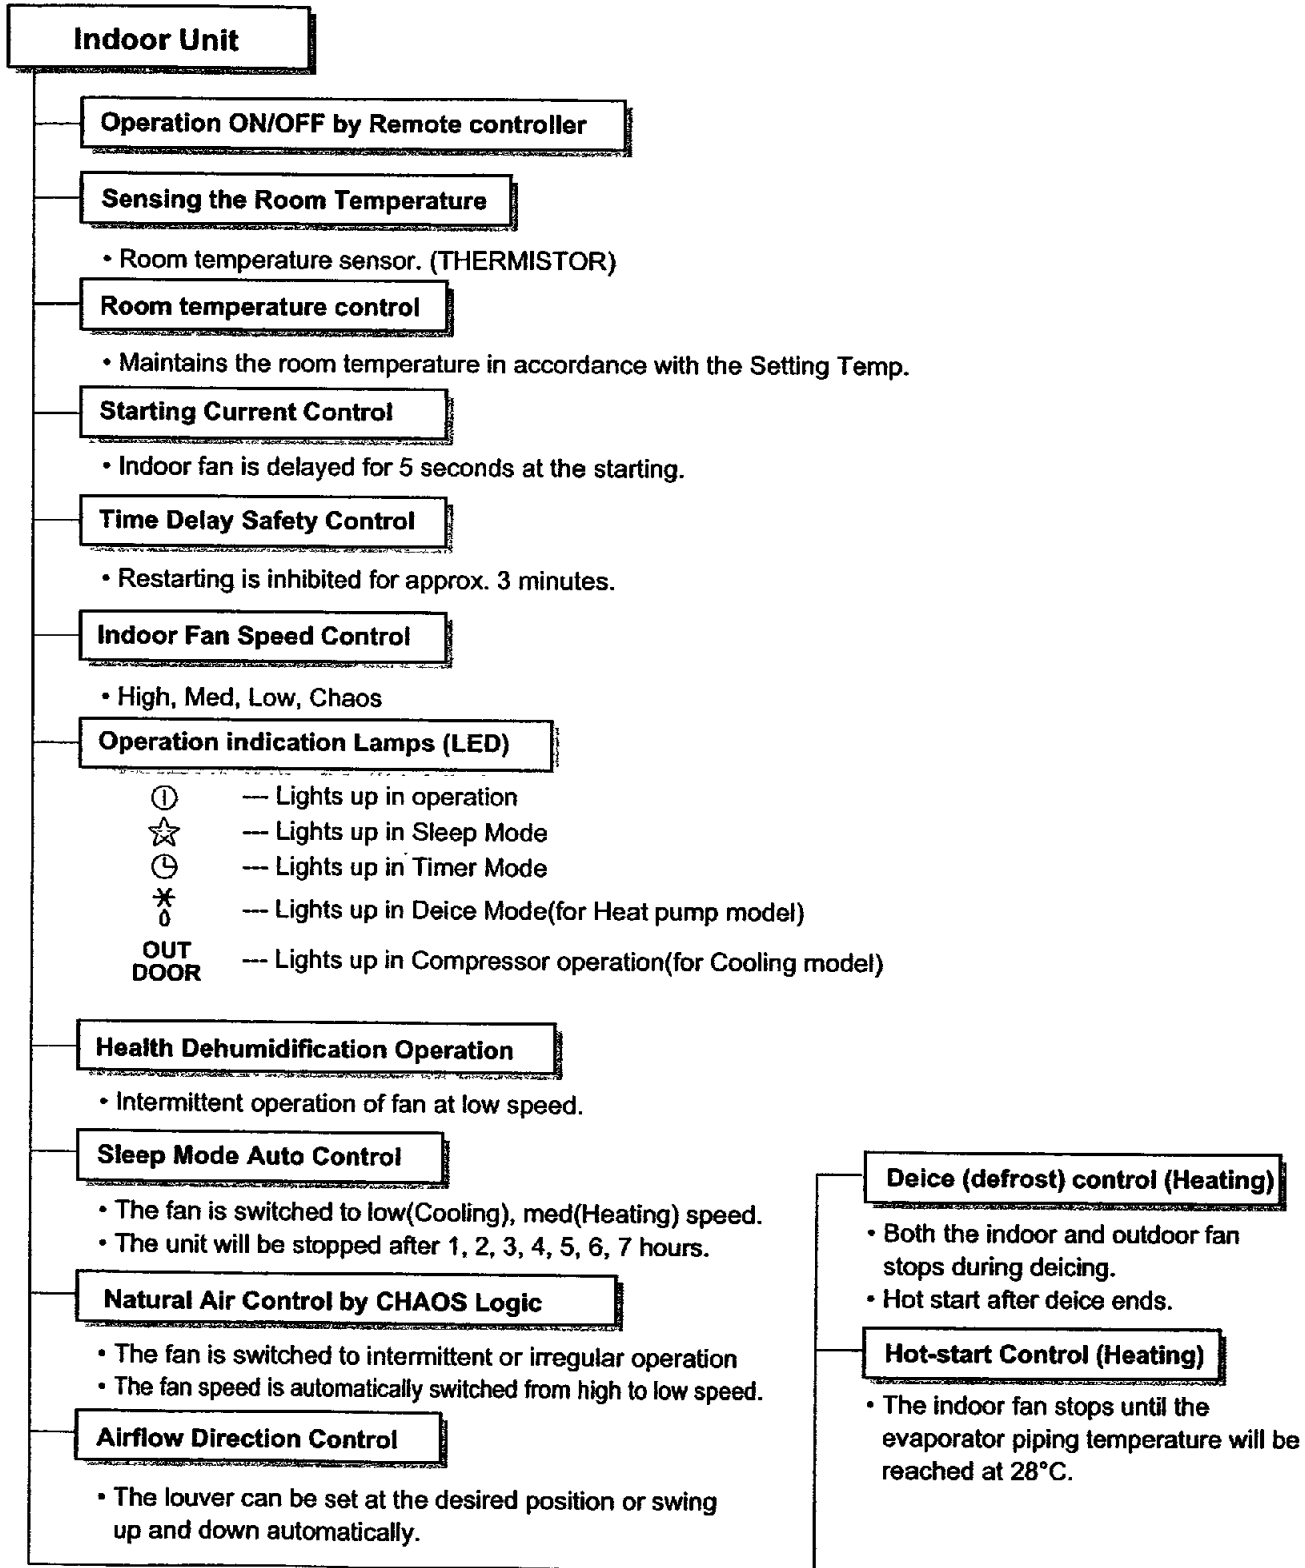 Indoor Unit
Operation ON/OFF by Remote controller
Sensing the Room Temperature
• Room temperature sensor. (THERMISTOR)
Room temperature control
• Maintains the room temperature in accordance with the Setting Temp.
Starting Current Control
• Indoor fan is delayed for 5 seconds at the starting.
Time Delay Safety Control
• Restarting is inhibited for approx. 3 minutes.
Indoor Fan Speed Control
• High, Med, Low, Chaos
Operation indication Lamps (LED)
--- Lights up in operation
--- Lights up in Sleep Mode
--- Lights up in Timer Mode
--- Lights up in Deice Mode(for Heat pump model)
OUT
DOOR --- Lights up in Compressor operation(for Cooling model)
Health Dehumidification Operation
• Intermittent operation of fan at low speed.
Sleep Mode Auto Control
• The fan is switched to low(Cooling), med(Heating) speed.
• The unit will be stopped after 1, 2, 3, 4, 5, 6, 7 hours.
Natural Air Control by CHAOS Logic
• The fan is switched to intermittent or irregular operation
• The fan speed is automatically switched from high to low speed.
Airflow Direction Control
• The louver can be set at the desired position or swing
up and down automatically.
Deice (defrost) control (Heating)
• Both the indoor and outdoor fan
stops during deicing.
• Hot start after deice ends.
Hot-start Control (Heating)
• The indoor fan stops until the
evaporator piping temperature will be
reached at 28°C.